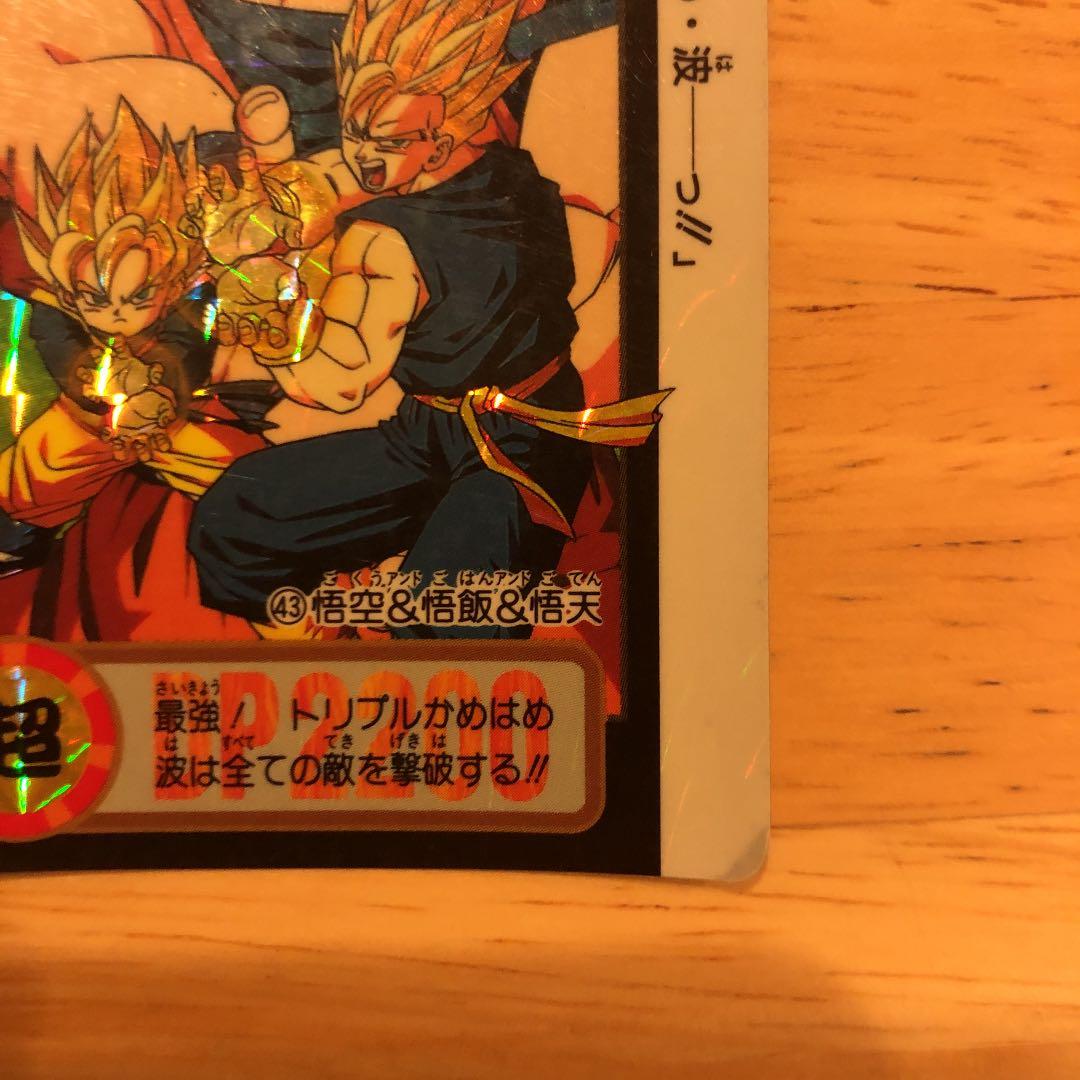 ・波——っ!!」
は
ごくうアンドごはんアンドごてん
㊸悟空&悟飯&悟天
超
BP2200
さいきょう
最強! トリプルかめはめ
は すべて てき げきは
波は全ての敵を撃破する!!